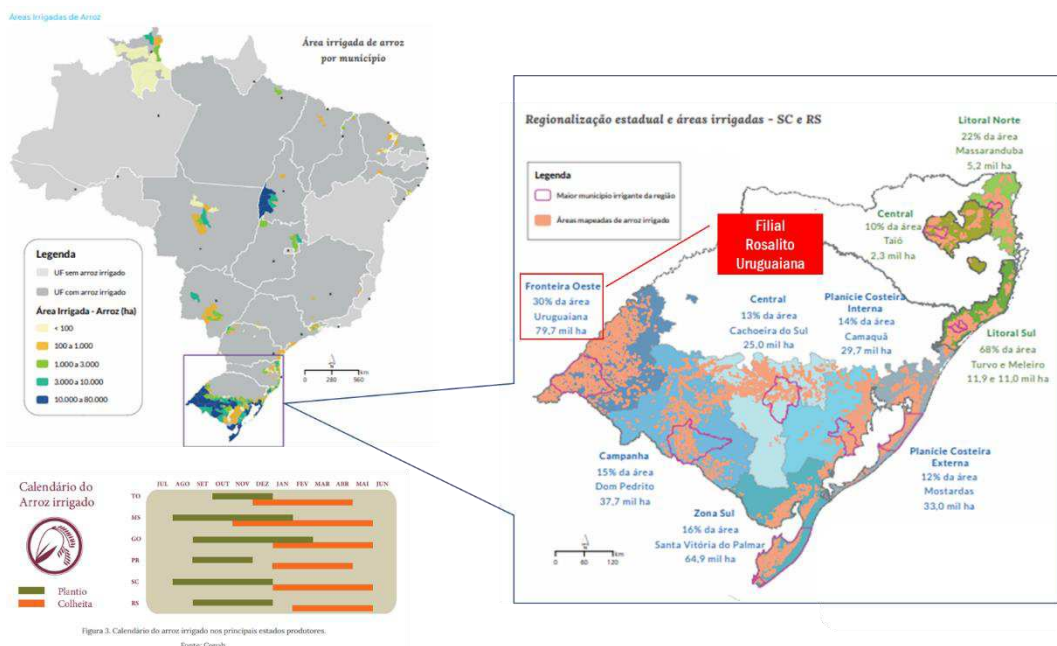 Áreas Irrigadas de Arroz
Área irrigada de arroz
por município
Legenda
UF sem arroz irrigado
UF com arroz irrigado
Área Irrigada - Arroz (ha)
< 100
100 a 1.000
1.000 a 3.000
3.000 a 10.000
10.000 a 80.000
0 280 560
km
Regionalização estadual e áreas irrigadas - SC e RS
Legenda
Maior município irrigante da região
Áreas mapeadas de arroz irrigado
Filial
Rosalito
Uruguaiana
Litoral Norte
22% da área
Massaranduba
5,2 mil ha
Central
10% da área
Taió
2,3 mil ha
Litoral Sul
68% da área
Turvo e Meleiro
11,9 e 11,0 mil ha
Fronteira Oeste
30% da área
Uruguaiana
79,7 mil ha
Central
13% da área
Cachoeira do Sul
25,0 mil ha
Planície Costeira
Interna
14% da área
Camaquã
29,7 mil ha
Campanha
15% da área
Dom Pedrito
37,7 mil ha
Zona Sul
16% da área
Santa Vitória do Palmar
64,9 mil ha
Planície Costeira
Externa
12% da área
Mostardas
33,0 mil ha
0 60 120
km
Calendário do
Arroz irrigado
Plantio
Colheita
JUL AGO SET OUT NOV DEZ JAN FEV MAR ABR MAI JUN
TO
MS
GO
PR
SC
RS
Figura 3. Calendário do arroz irrigado nos principais estados produtores.
Fonte: Conab